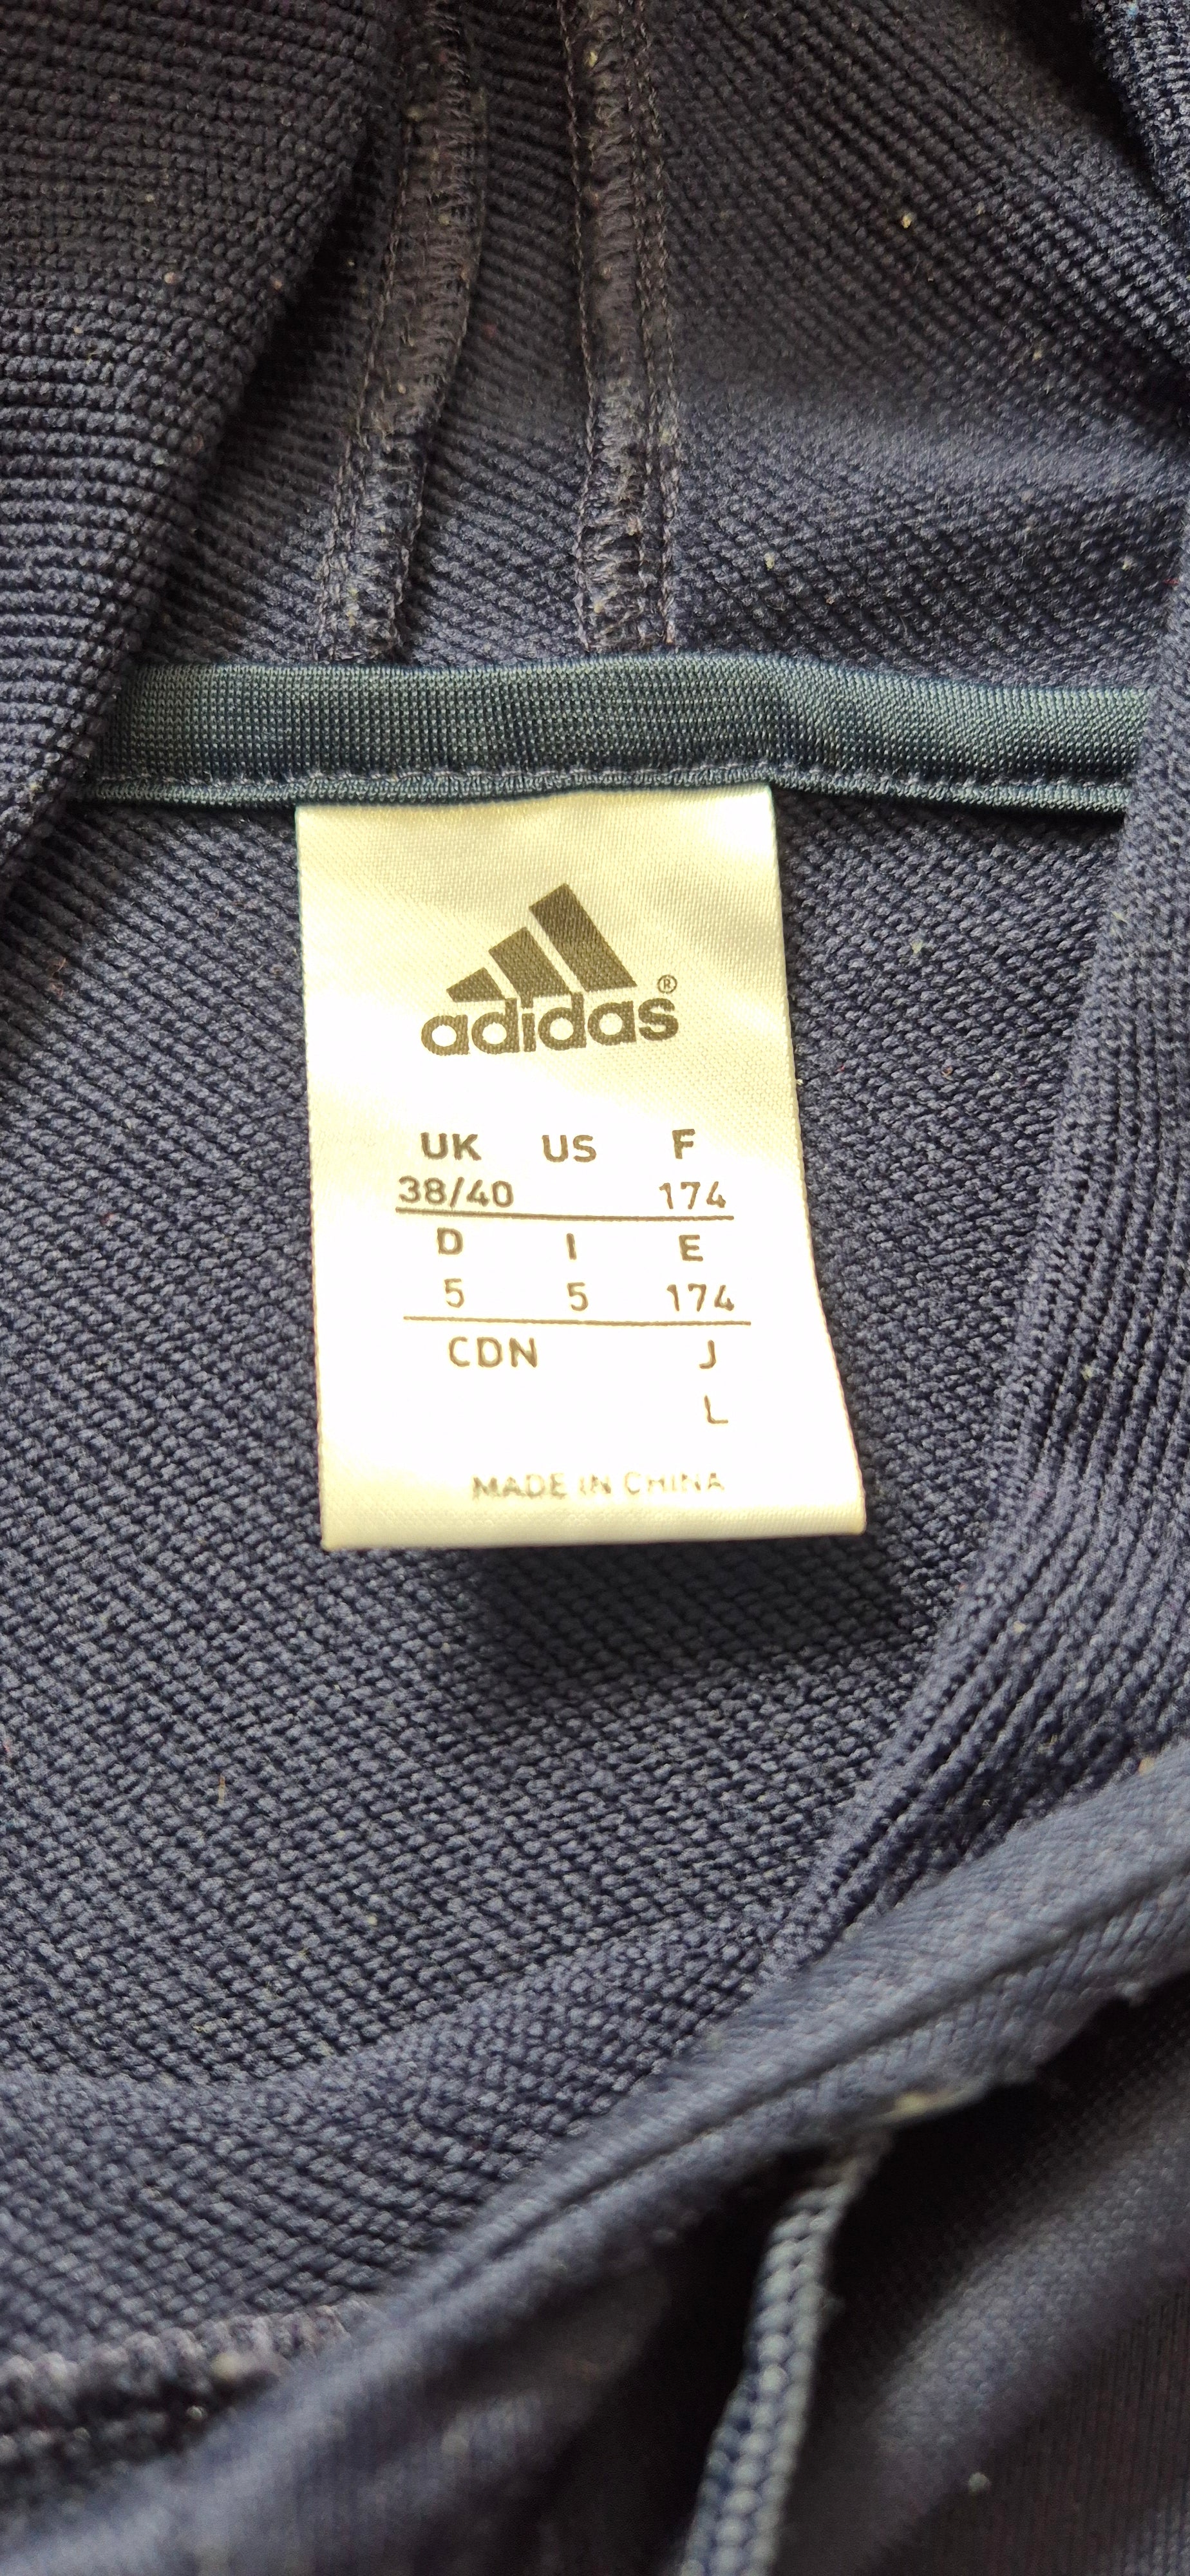 adidas®
UK US F
38/40 174
D I E
5 5 174
CDN J
L
MADE IN CHINA